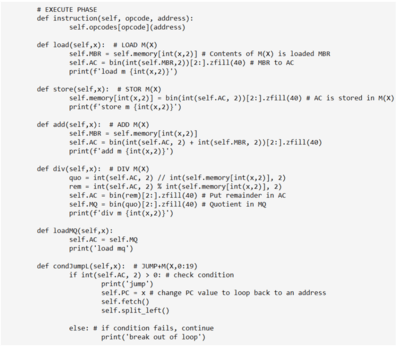 # EXECUTE PHASE
def instruction(self, opcode, address):
self.opcodes[opcode](address)
def load(self,x): # LOAD M(X)
self.MBR = self.memory[int(x,2)] # Contents of M(X) is loaded MBR
self.AC = bin(int(self.MBR,2))[2:].zfill(40) # MBR to AC
print(f'load m {int(x,2)}')
def store(self,x): # STOR M(X)
self.memory[int(x,2)] = bin(int(self.AC, 2))[2:].zfill(40) # AC is stored in M(X)
print(f'store m {int(x,2)}')
def add(self,x): # ADD M(X)
self.MBR = self.memory[int(x,2)]
self.AC = bin(int(self.AC, 2) + int(self.MBR, 2))[2:].zfill(40)
print(f'add m {int(x,2)}')
def div(self,x): # DIV M(X)
quo = int(self.AC, 2) // int(self.memory[int(x,2)], 2)
rem = int(self.AC, 2) % int(self.memory[int(x,2)], 2)
self.AC = bin(rem)[2:].zfill(40) # Put remainder in AC
self.MQ = bin(quo)[2:].zfill(40) # Quotient in MQ
print(f'div m {int(x,2)}')
def loadMQ(self,x):
self.AC = self.MQ
print('load mq')
def condJumpL(self,x): # JUMP+M(X,0:19)
if int(self.AC, 2) > 0: # check condition
print('jump')
self.PC = x # change PC value to loop back to an address
self.fetch()
self.split_left()
else: # if condition fails, continue
print('break out of loop')